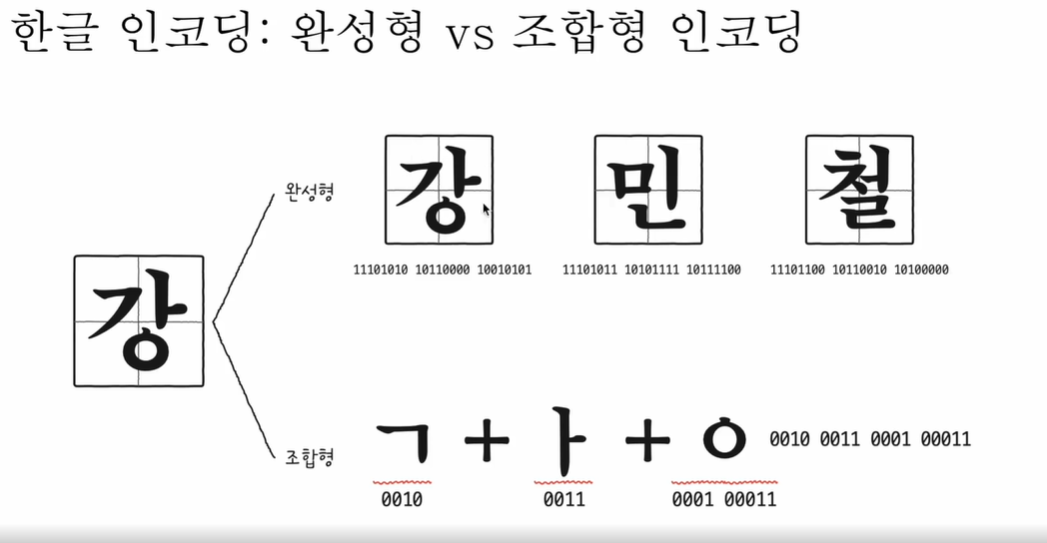 한글 인코딩: 완성형 vs 조합형 인코딩
완성형
강 민 철
11101010 10110000 10010101 11101011 10101111 10111100 11101100 10110010 10100000
강
조합형
ㄱ + ㅏ + ㅇ 0010 0011 0001 00011
0010 0011 0001 00011